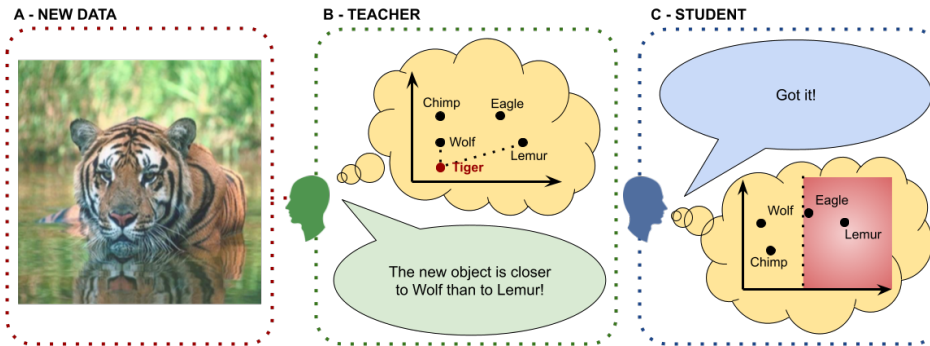 A - NEW DATA
B - TEACHER
Chimp
Eagle
Wolf
Lemur
Tiger
The new object is closer
to Wolf than to Lemur!
C - STUDENT
Got it!
Wolf
Eagle
Lemur
Chimp